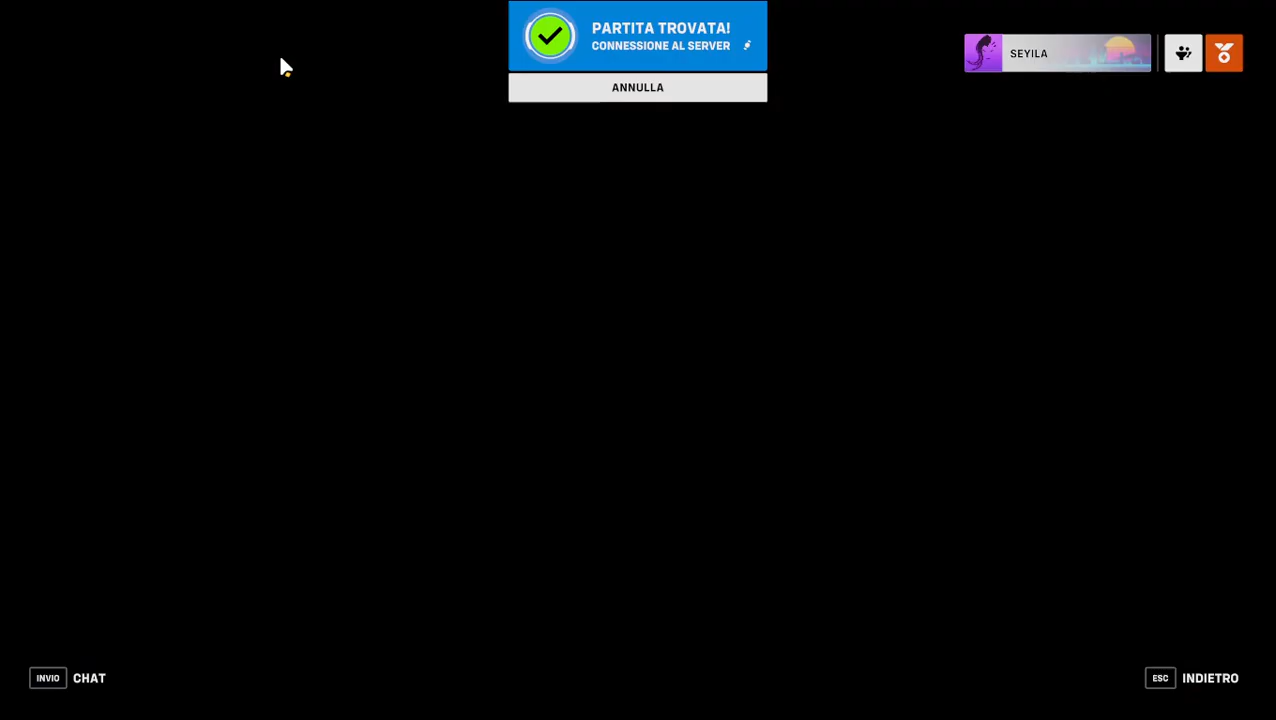 PARTITA TROVATA!
CONNESSIONE AL SERVER
ANNULLA
SEYILA
INVIO CHAT
ESC INDIETRO